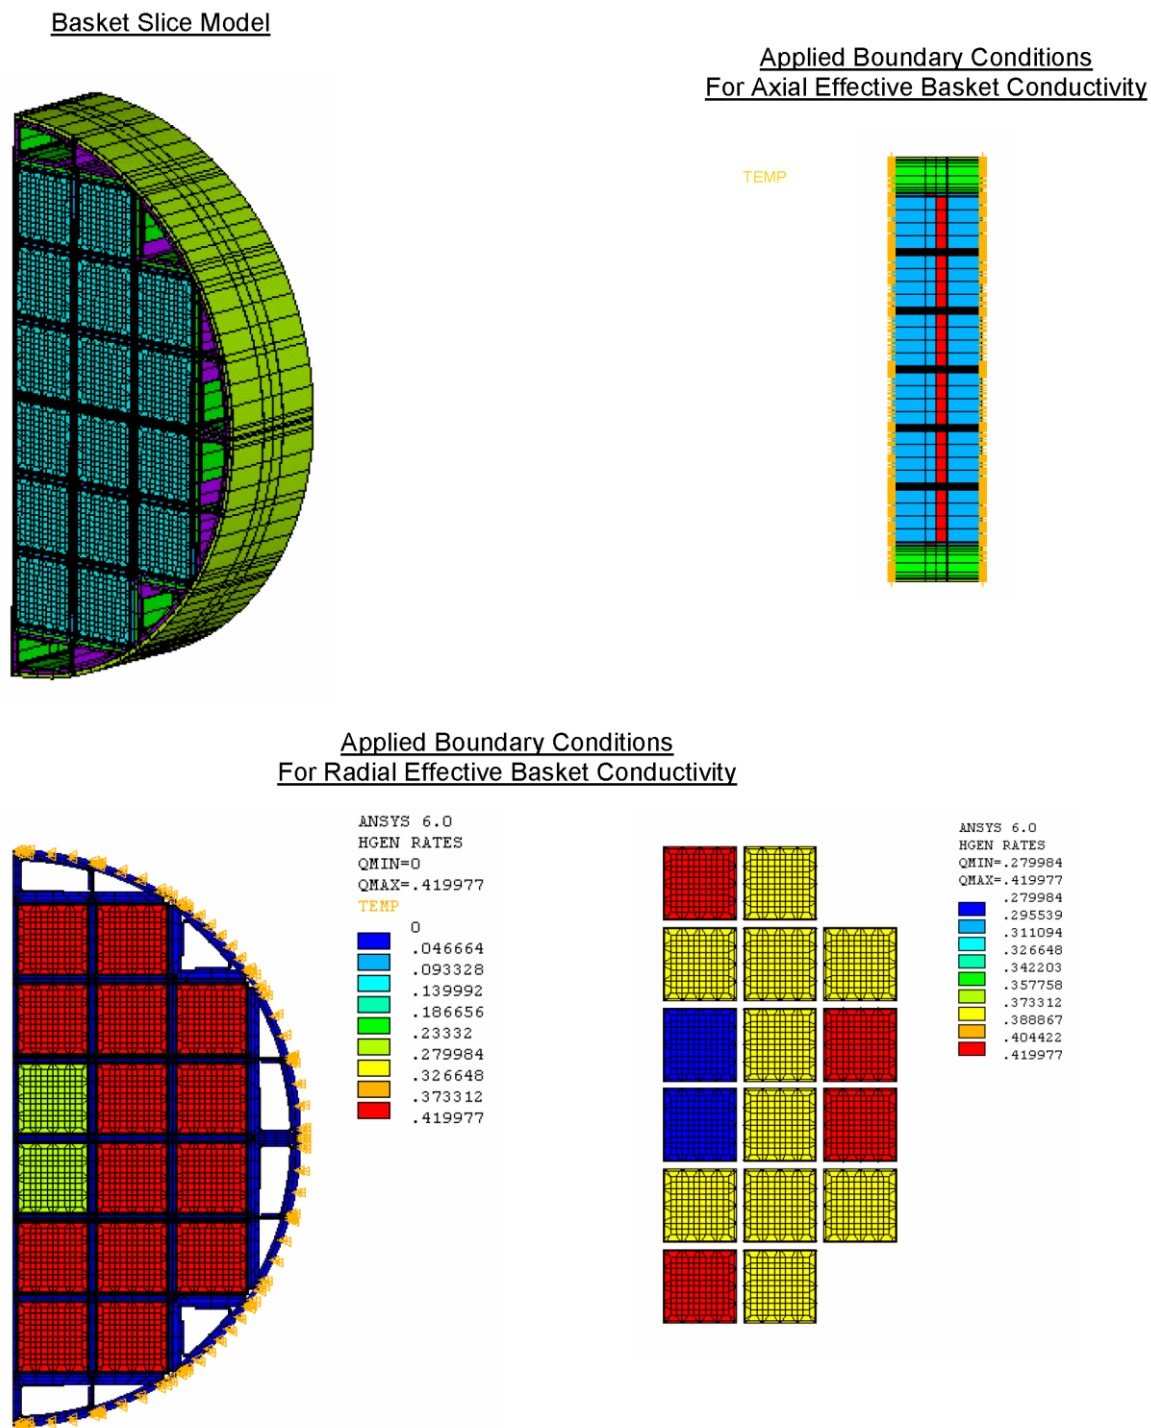 Basket Slice Model
Applied Boundary Conditions
For Axial Effective Basket Conductivity
TEMP
Applied Boundary Conditions
For Radial Effective Basket Conductivity
ANSYS 6.0
HGEN RATES
QMIN=0
QMAX=.419977
TEMP
0
.046664
.093328
.139992
.186656
.23332
.279984
.326648
.373312
.419977
ANSYS 6.0
HGEN RATES
QMIN=.279984
QMAX=.419977
.279984
.295539
.311094
.326648
.342203
.357758
.373312
.388867
.404422
.419977